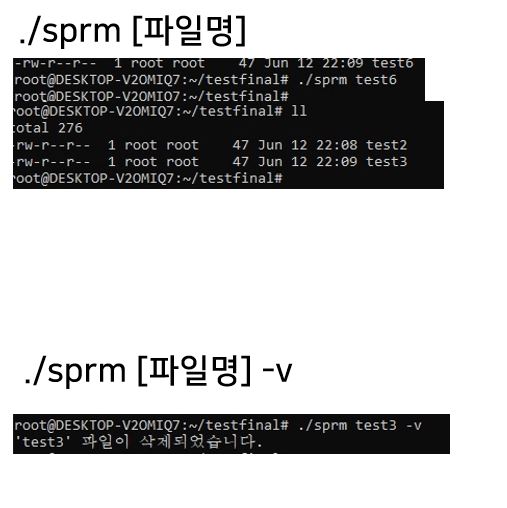 ./sprm [파일명]
-rw-r--r--  1 root root    47 Jun 12 22:09 test6
root@DESKTOP-V2OMIQ7:~/testfinal# ./sprm test6
root@DESKTOP-V2OMIQ7:~/testfinal#
root@DESKTOP-V2OMIQ7:~/testfinal# ll
total 276
-rw-r--r--  1 root root    47 Jun 12 22:08 test2
-rw-r--r--  1 root root    47 Jun 12 22:09 test3
root@DESKTOP-V2OMIQ7:~/testfinal#
./sprm [파일명] -v
root@DESKTOP-V2OMIQ7:~/testfinal# ./sprm test3 -v
'test3' 파일이 삭제되었습니다.